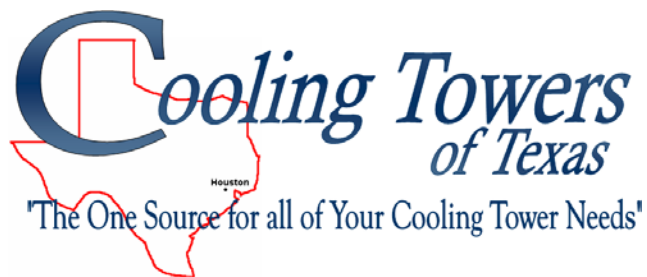 Cooling Towers
of Texas
Houston
"The One Source for all of Your Cooling Tower Needs"